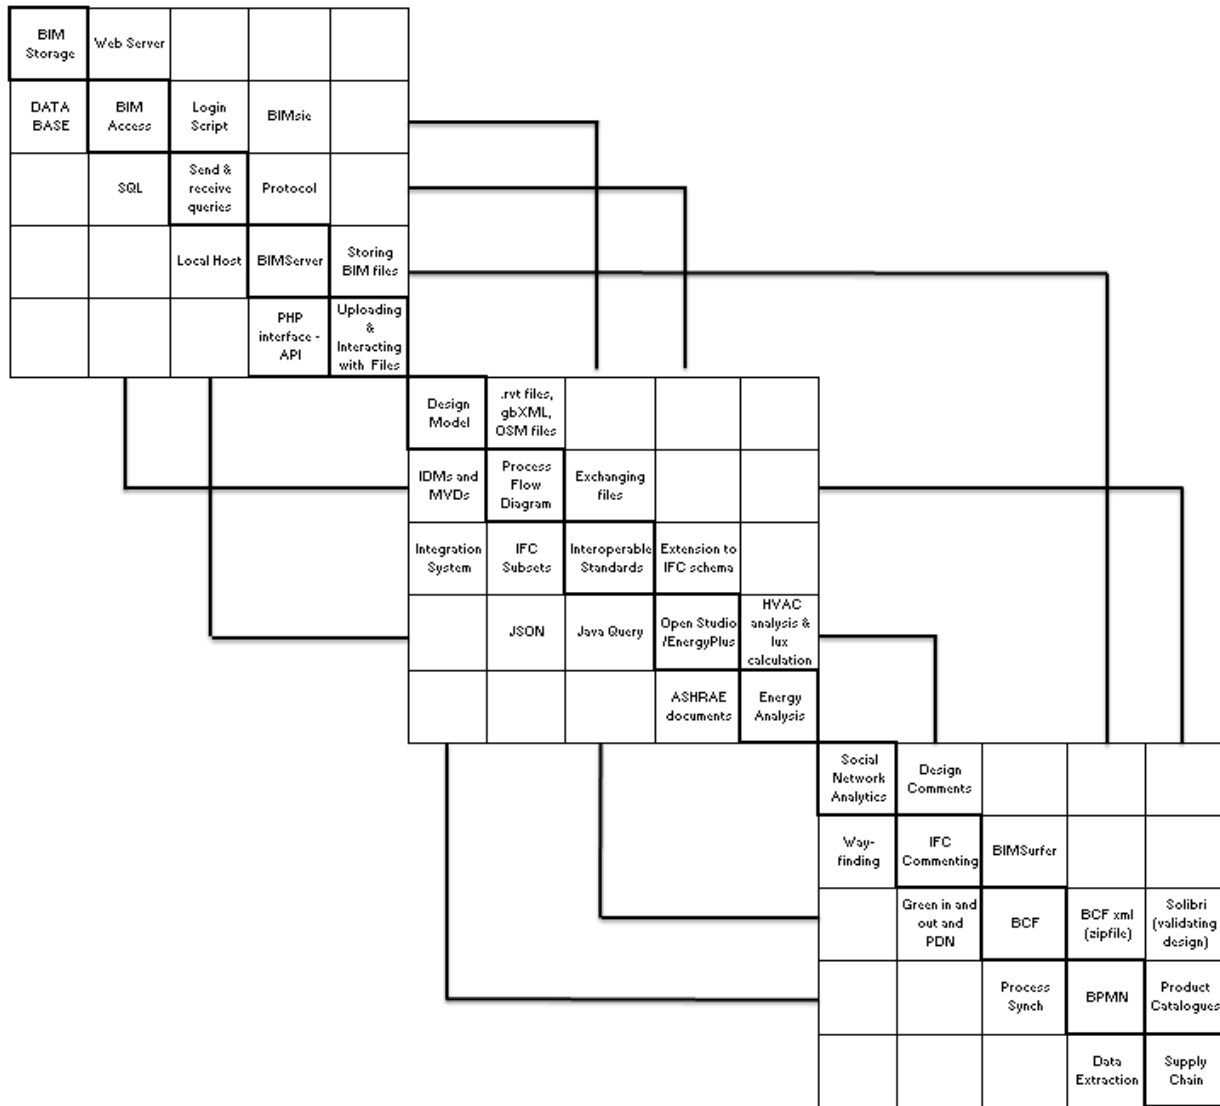 BIM
Storage
Web Server
DATA
BASE
BIM
Access
Login
Script
BIMsie
SQL
Send &
receive
queries
Protocol
Local Host
BIMServer
Storing
BIM files
PHP
interface -
API
Uploading
&
Interacting
with Files
Design
Model
.rvt files,
gbXML,
OSM files
IDMs and
MVDs
Process
Flow
Diagram
Exchanging
files
Integration
System
IFC
Subsets
Interoperable
Standards
Extension to
IFC schema
JSON
Java Query
Open Studio
/EnergyPlus
HVAC
analysis &
lux
calculation
ASHRAE
documents
Energy
Analysis
Social
Network
Analytics
Design
Comments
Way-
finding
IFC
Commenting
BIMSurfer
Green in and
out and
PDN
BCF
BCF xml
(zipfile)
Solibri
(validating
design)
Process
Synch
BPMN
Product
Catalogues
Data
Extraction
Supply
Chain